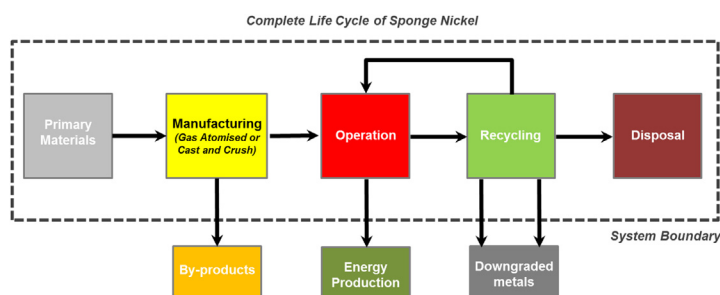 Complete Life Cycle of Sponge Nickel
Primary
Materials
Manufacturing
(Gas Atomised or
Cast and Crush)
Operation
Recycling
Disposal
System Boundary
By-products
Energy
Production
Downgraded
metals